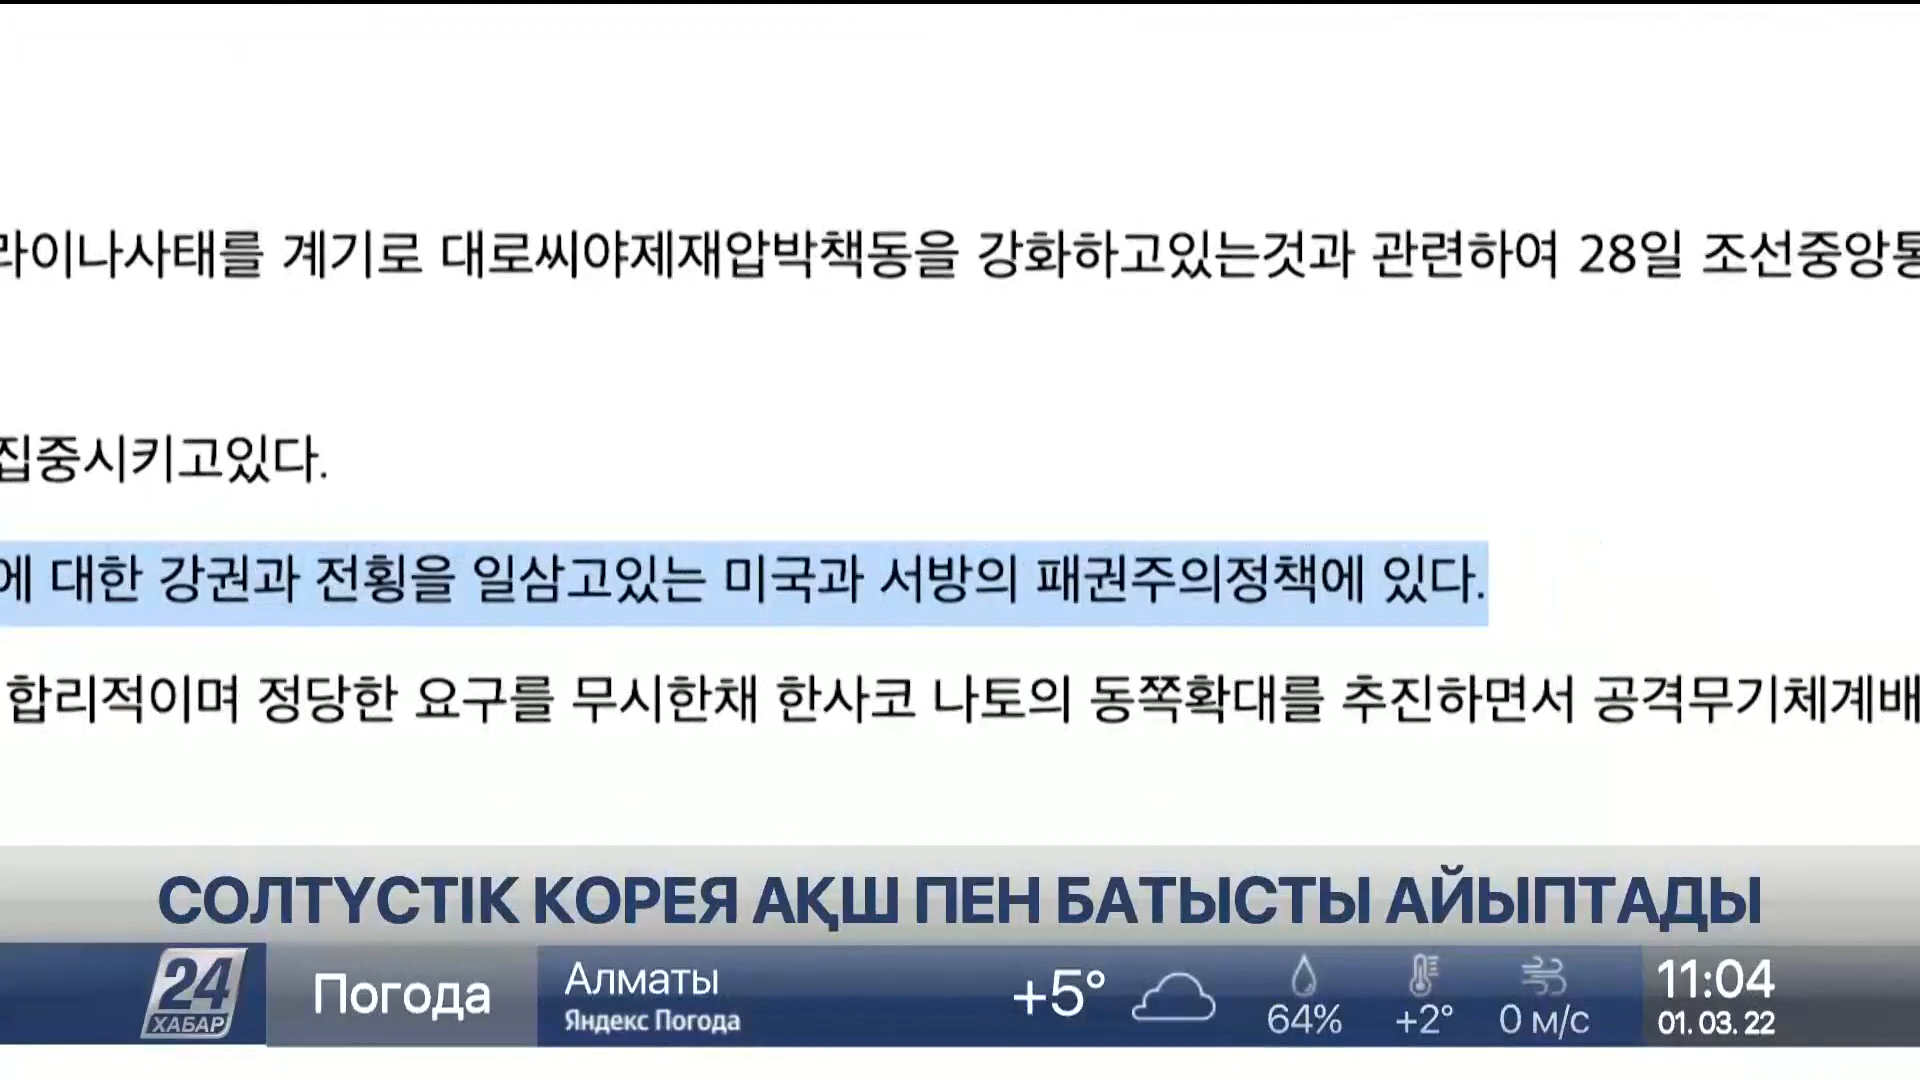 라이나사태를 계기로 대로씨야제재압박책동을 강화하고있는것과 관련하여 28일 조선중앙통
집중시키고있다.
에 대한 강권과 전횡을 일삼고있는 미국과 서방의 패권주의정책에 있다.
합리적이며 정당한 요구를 무시한채 한사코 나토의 동쪽확대를 추진하면서 공격무기체계배
СОЛТҮСТІК КОРЕЯ АҚШ ПЕН БАТЫСТЫ АЙЫПТАДЫ
24
ХАБАР
Погода
Алматы
Яндекс Погода
+5°
64%
+2°
0 м/с
11:04
01. 03. 22